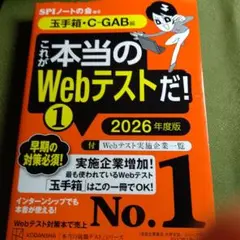 SPIノートの会 編著
玉手箱・C-GAB編
これが
本当の
Webテストだ!
1
2026年度版
付 Webテスト実施企業一覧
早期の
対策必須!
実施企業増加!
最も使われているWebテスト
「玉手箱」はこの一冊でOK!
インターンシップでも
本番が使える!
Webテスト対策本で売上
No.1
KODANSHA